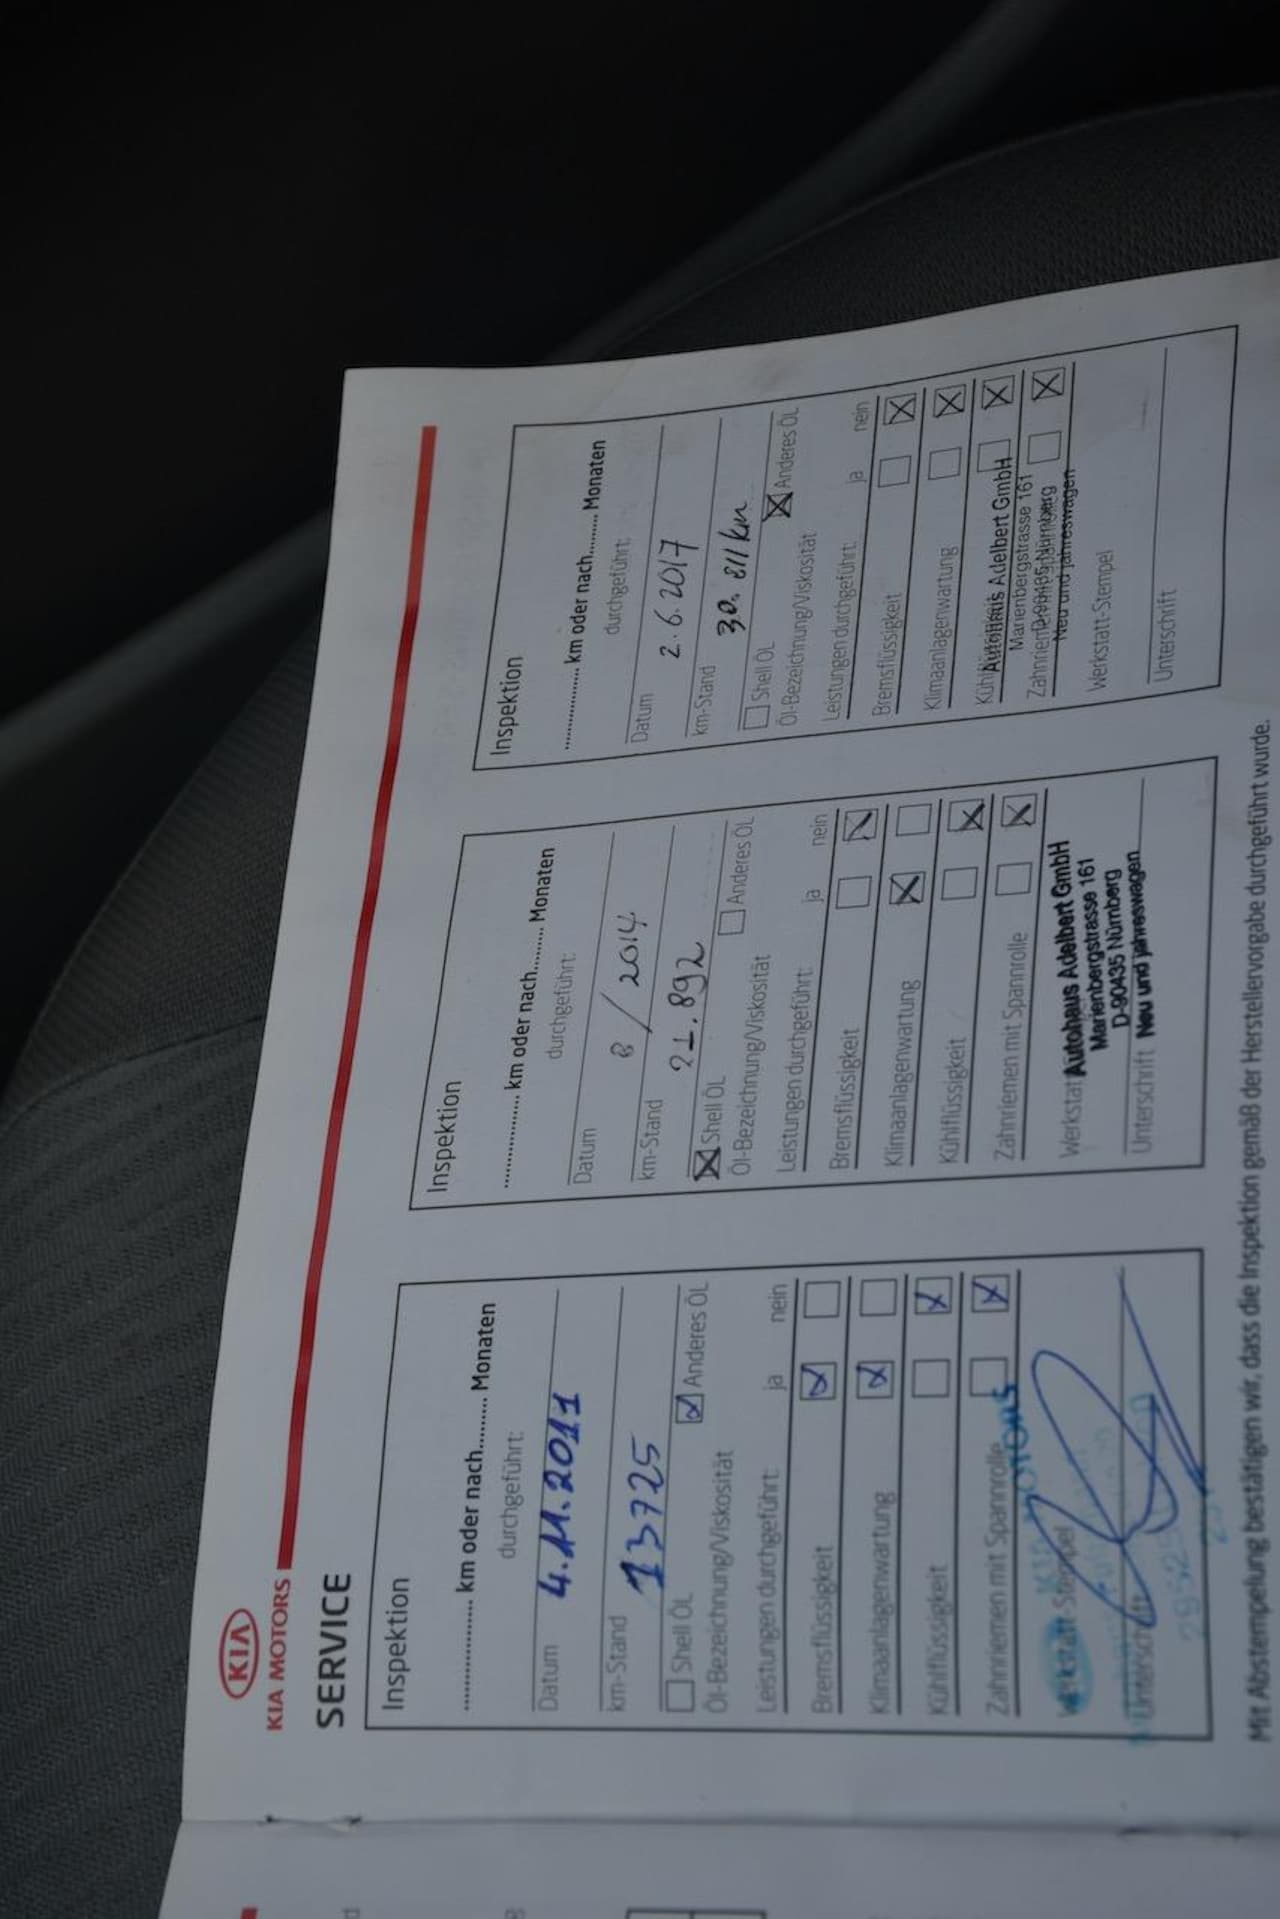 KIA
KIA MOTORS
SERVICE
Inspektion
............... km oder nach.......... Monaten
durchgeführt:
Datum 4.11.2011
km-Stand 13725
Shell ÖL Anderes ÖL
Öl-Bezeichnung/Viskosität
Leistungen durchgeführt: ja nein
Bremsflüssigkeit
Klimaanlagenwartung
Kühlflüssigkeit
Zahnriemen mit Spannrolle
Werkstatt-Stempel
Unterschrift
Inspektion
............... km oder nach.......... Monaten
durchgeführt:
Datum 8/2014
km-Stand 21.892
Shell ÖL Anderes ÖL
Öl-Bezeichnung/Viskosität
Leistungen durchgeführt: ja nein
Bremsflüssigkeit
Klimaanlagenwartung
Kühlflüssigkeit
Zahnriemen mit Spannrolle
Autohaus Adelbert GmbH
Marienbergstrasse 161
D-90435 Nürnberg
Neu und jahreswagen
Unterschrift
Inspektion
............... km oder nach.......... Monaten
durchgeführt:
Datum 2.6.2017
km-Stand 30.811 km
Shell ÖL Anderes ÖL
Öl-Bezeichnung/Viskosität
Leistungen durchgeführt: ja nein
Bremsflüssigkeit
Klimaanlagenwartung
Autohaus Adelbert GmbH
Marienbergstrasse 161
D-90435 Nürnberg
Neu und jahreswagen
Werkstatt-Stempel
Unterschrift
Mit Abstempelung bestätigen wir, dass die Inspektion gemäß der Herstellervorgabe durchgeführt wurde.